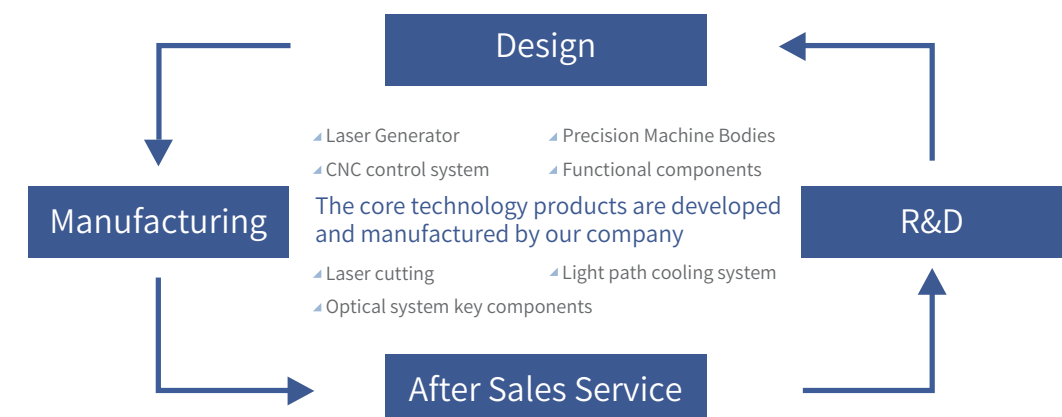 Design
Laser Generator
Precision Machine Bodies
CNC control system
Functional components
Manufacturing
The core technology products are developed
and manufactured by our company
R&D
Laser cutting
Light path cooling system
Optical system key components
After Sales Service